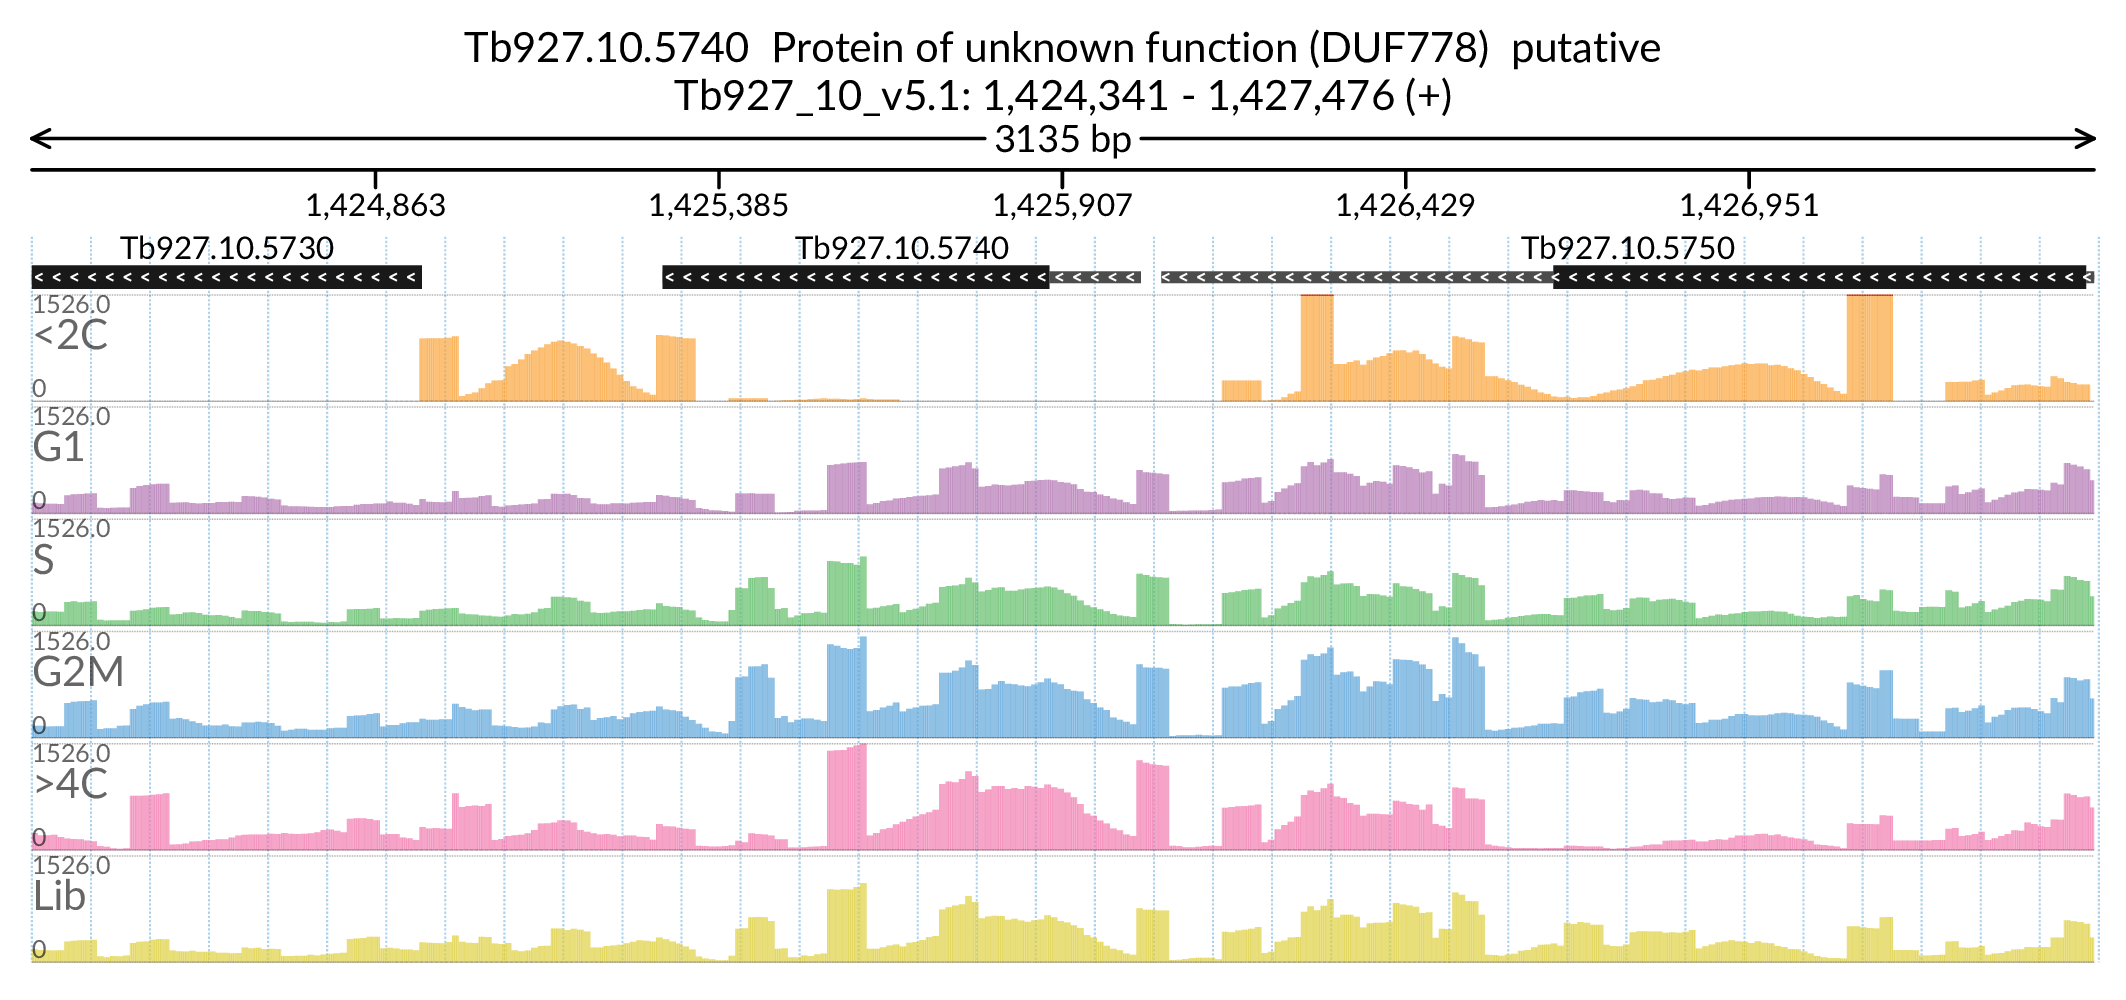 Tb927.10.5740  Protein of unknown function (DUF778)  putative
Tb927_10_v5.1: 1,424,341 - 1,427,476 (+)
3135 bp
1,424,863 1,425,385 1,425,907 1,426,429 1,426,951
Tb927.10.5730 Tb927.10.5740 Tb927.10.5750
1526.0
<2C
0
1526.0
G1
0
1526.0
S
0
1526.0
G2M
0
1526.0
>4C
0
1526.0
Lib
0